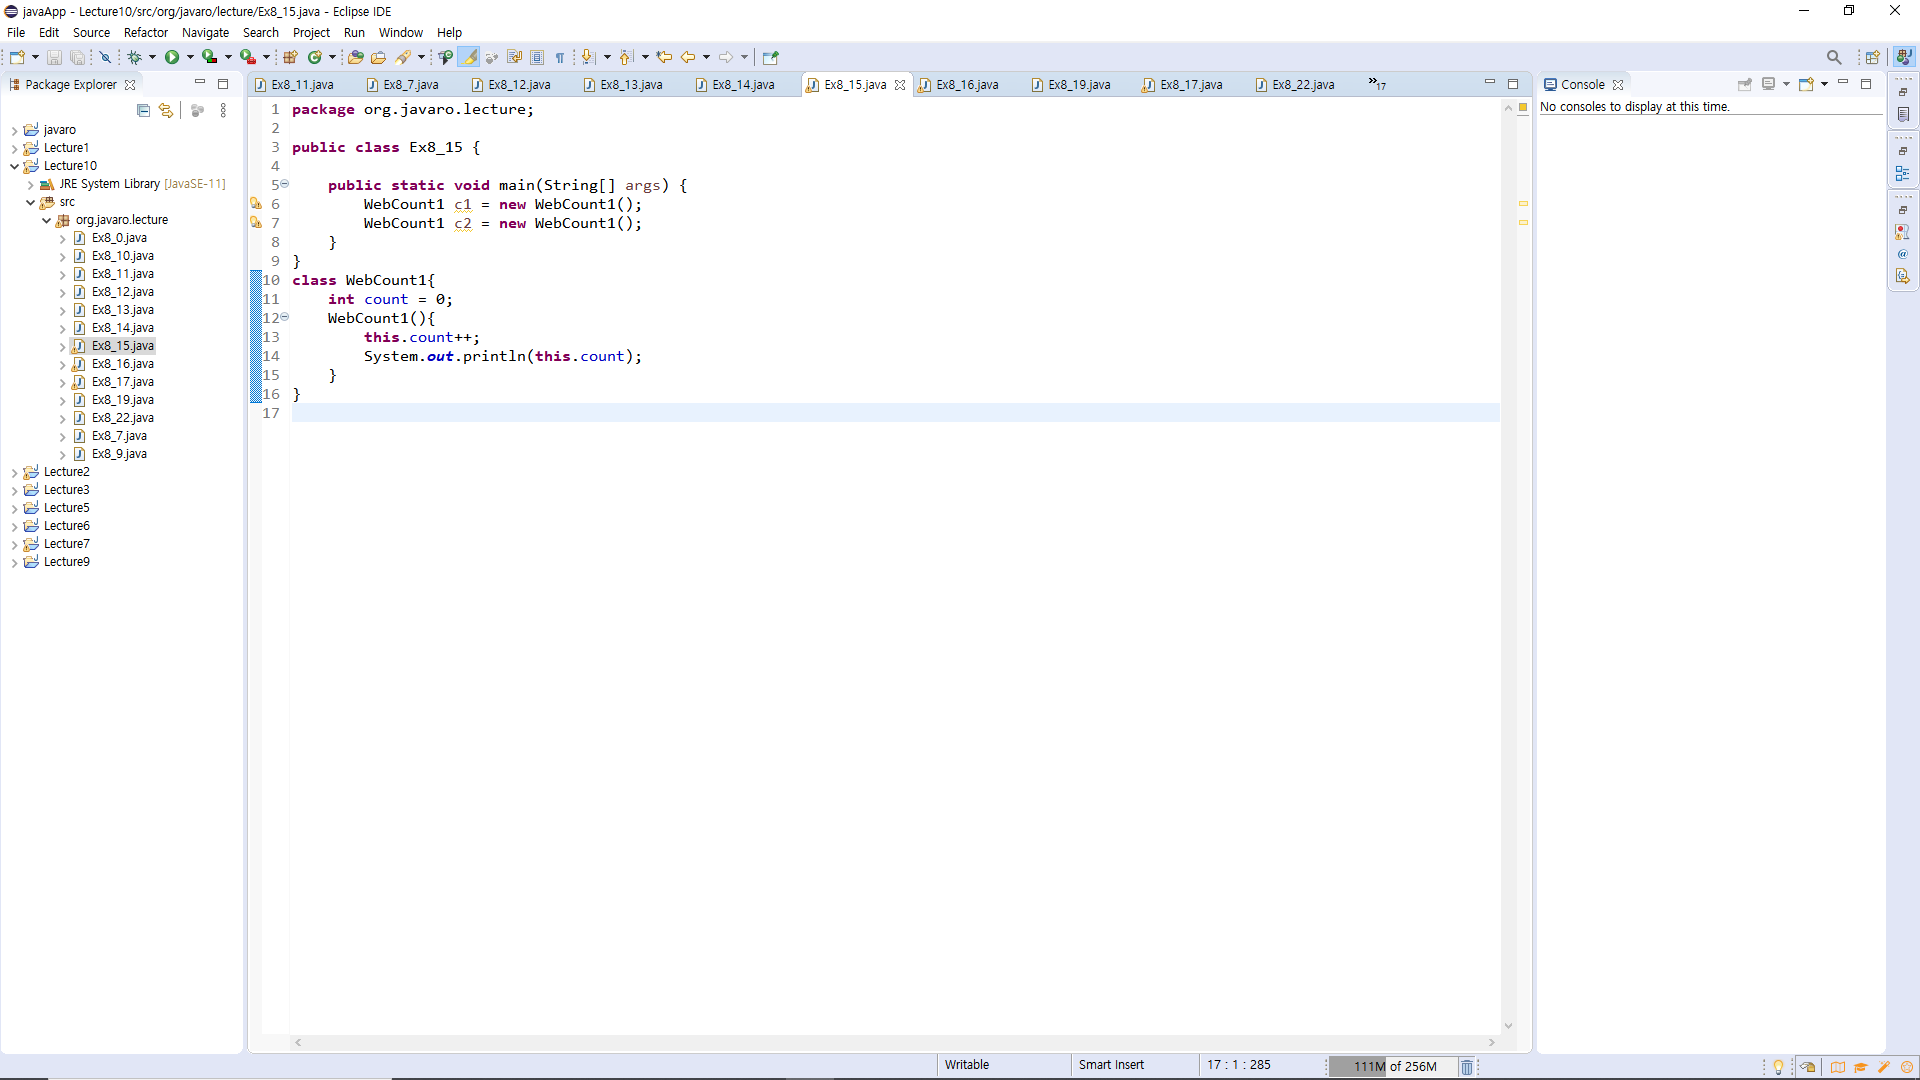 javaApp - Lecture10/src/org/javaro/lecture/Ex8_15.java - Eclipse IDE
File Edit Source Refactor Navigate Search Project Run Window Help
Package Explorer
Ex8_11.java Ex8_7.java Ex8_12.java Ex8_13.java Ex8_14.java Ex8_15.java Ex8_16.java Ex8_19.java Ex8_17.java Ex8_22.java »17
Console
No consoles to display at this time.
javaro
Lecture1
Lecture10
JRE System Library [JavaSE-11]
src
org.javaro.lecture
Ex8_0.java
Ex8_10.java
Ex8_11.java
Ex8_12.java
Ex8_13.java
Ex8_14.java
Ex8_15.java
Ex8_16.java
Ex8_17.java
Ex8_19.java
Ex8_22.java
Ex8_7.java
Ex8_9.java
Lecture2
Lecture3
Lecture5
Lecture6
Lecture7
Lecture9
1 package org.javaro.lecture;
2
3 public class Ex8_15 {
4
5 public static void main(String[] args) {
6 WebCount1 c1 = new WebCount1();
7 WebCount1 c2 = new WebCount1();
8 }
9 }
10 class WebCount1{
11 int count = 0;
12 WebCount1(){
13 this.count++;
14 System.out.println(this.count);
15 }
16 }
17
Writable Smart Insert 17 : 1 : 285 111M of 256M